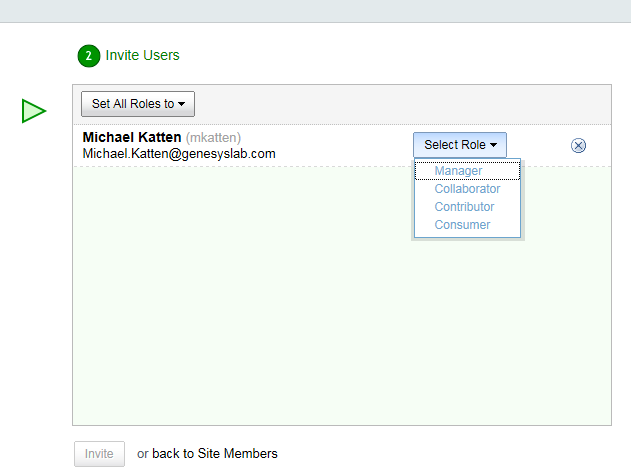 2 Invite Users
Set All Roles to
Michael Katten (mkatten)
Select Role
Michael.Katten@genesyslab.com
Manager
Collaborator
Contributor
Consumer
Invite or back to Site Members